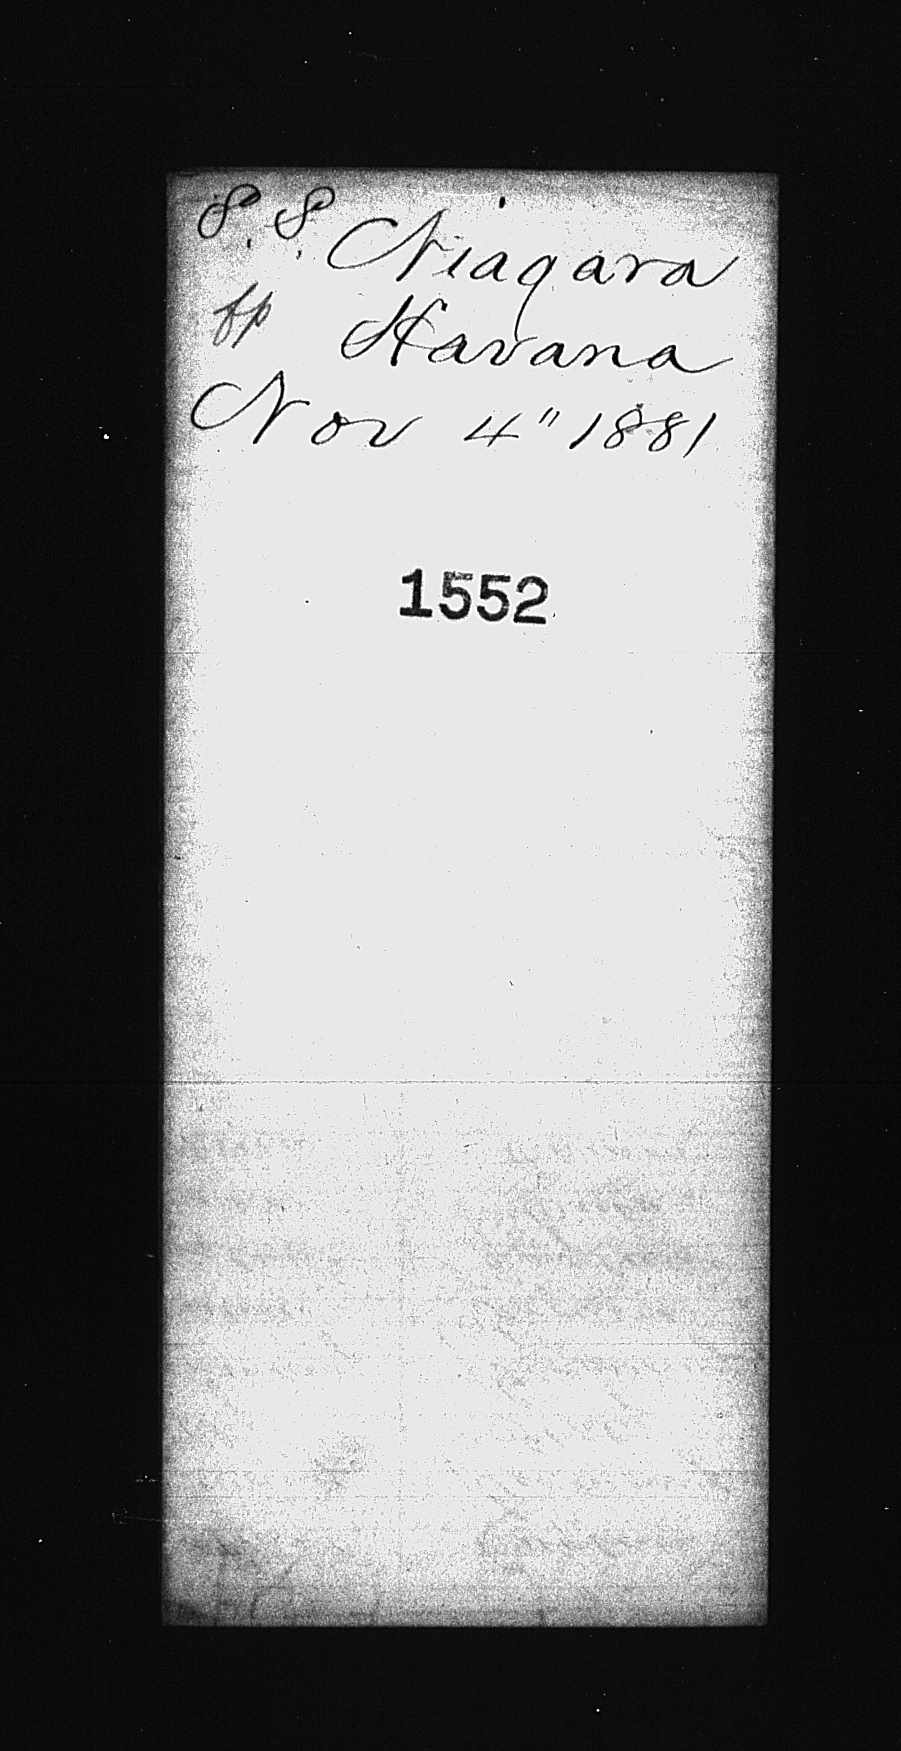 S. S. Niagara
fr Havana
Nov 4" 1881
1552